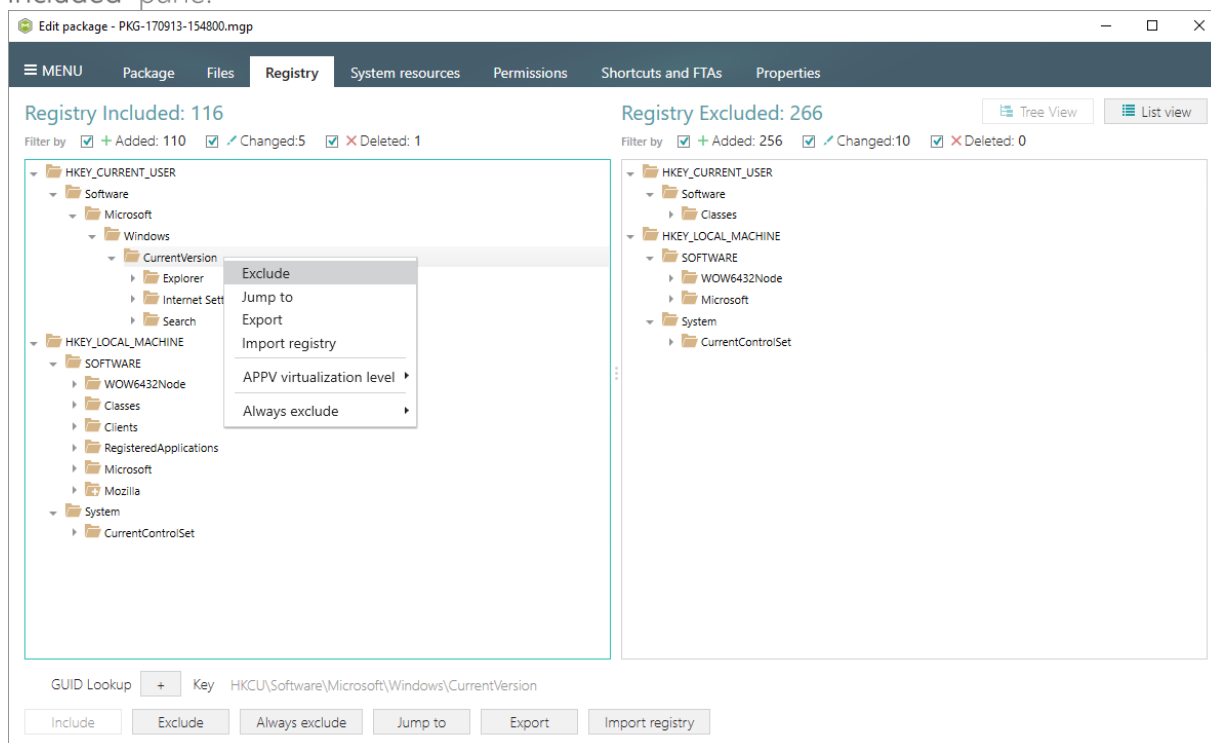 included pane.
Edit package - PKG-170913-154800.mgp
MENU Package Files Registry System resources Permissions Shortcuts and FTAs Properties
Registry Included: 116
Filter by + Added: 110 Changed:5 Deleted: 1
HKEY_CURRENT_USER
Software
Microsoft
Windows
CurrentVersion
Explorer
Internet Sett
Search
HKEY_LOCAL_MACHINE
SOFTWARE
WOW6432Node
Classes
Clients
RegisteredApplications
Microsoft
Mozilla
System
CurrentControlSet
Exclude
Jump to
Export
Import registry
APPV virtualization level
Always exclude
Registry Excluded: 266
Tree View List view
Filter by + Added: 256 Changed:10 Deleted: 0
HKEY_CURRENT_USER
Software
Classes
HKEY_LOCAL_MACHINE
SOFTWARE
WOW6432Node
Microsoft
System
CurrentControlSet
GUID Lookup + Key HKCU\Software\Microsoft\Windows\CurrentVersion
Include Exclude Always exclude Jump to Export Import registry